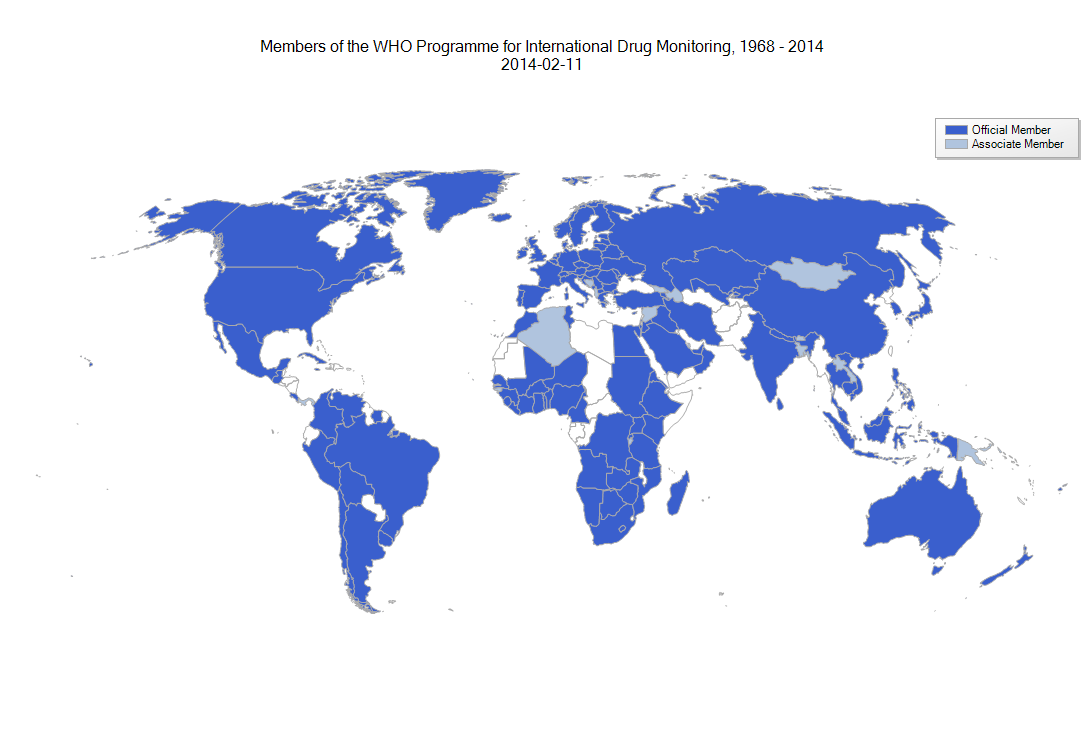 Members of the WHO Programme for International Drug Monitoring, 1968 - 2014
2014-02-11
Official Member
Associate Member